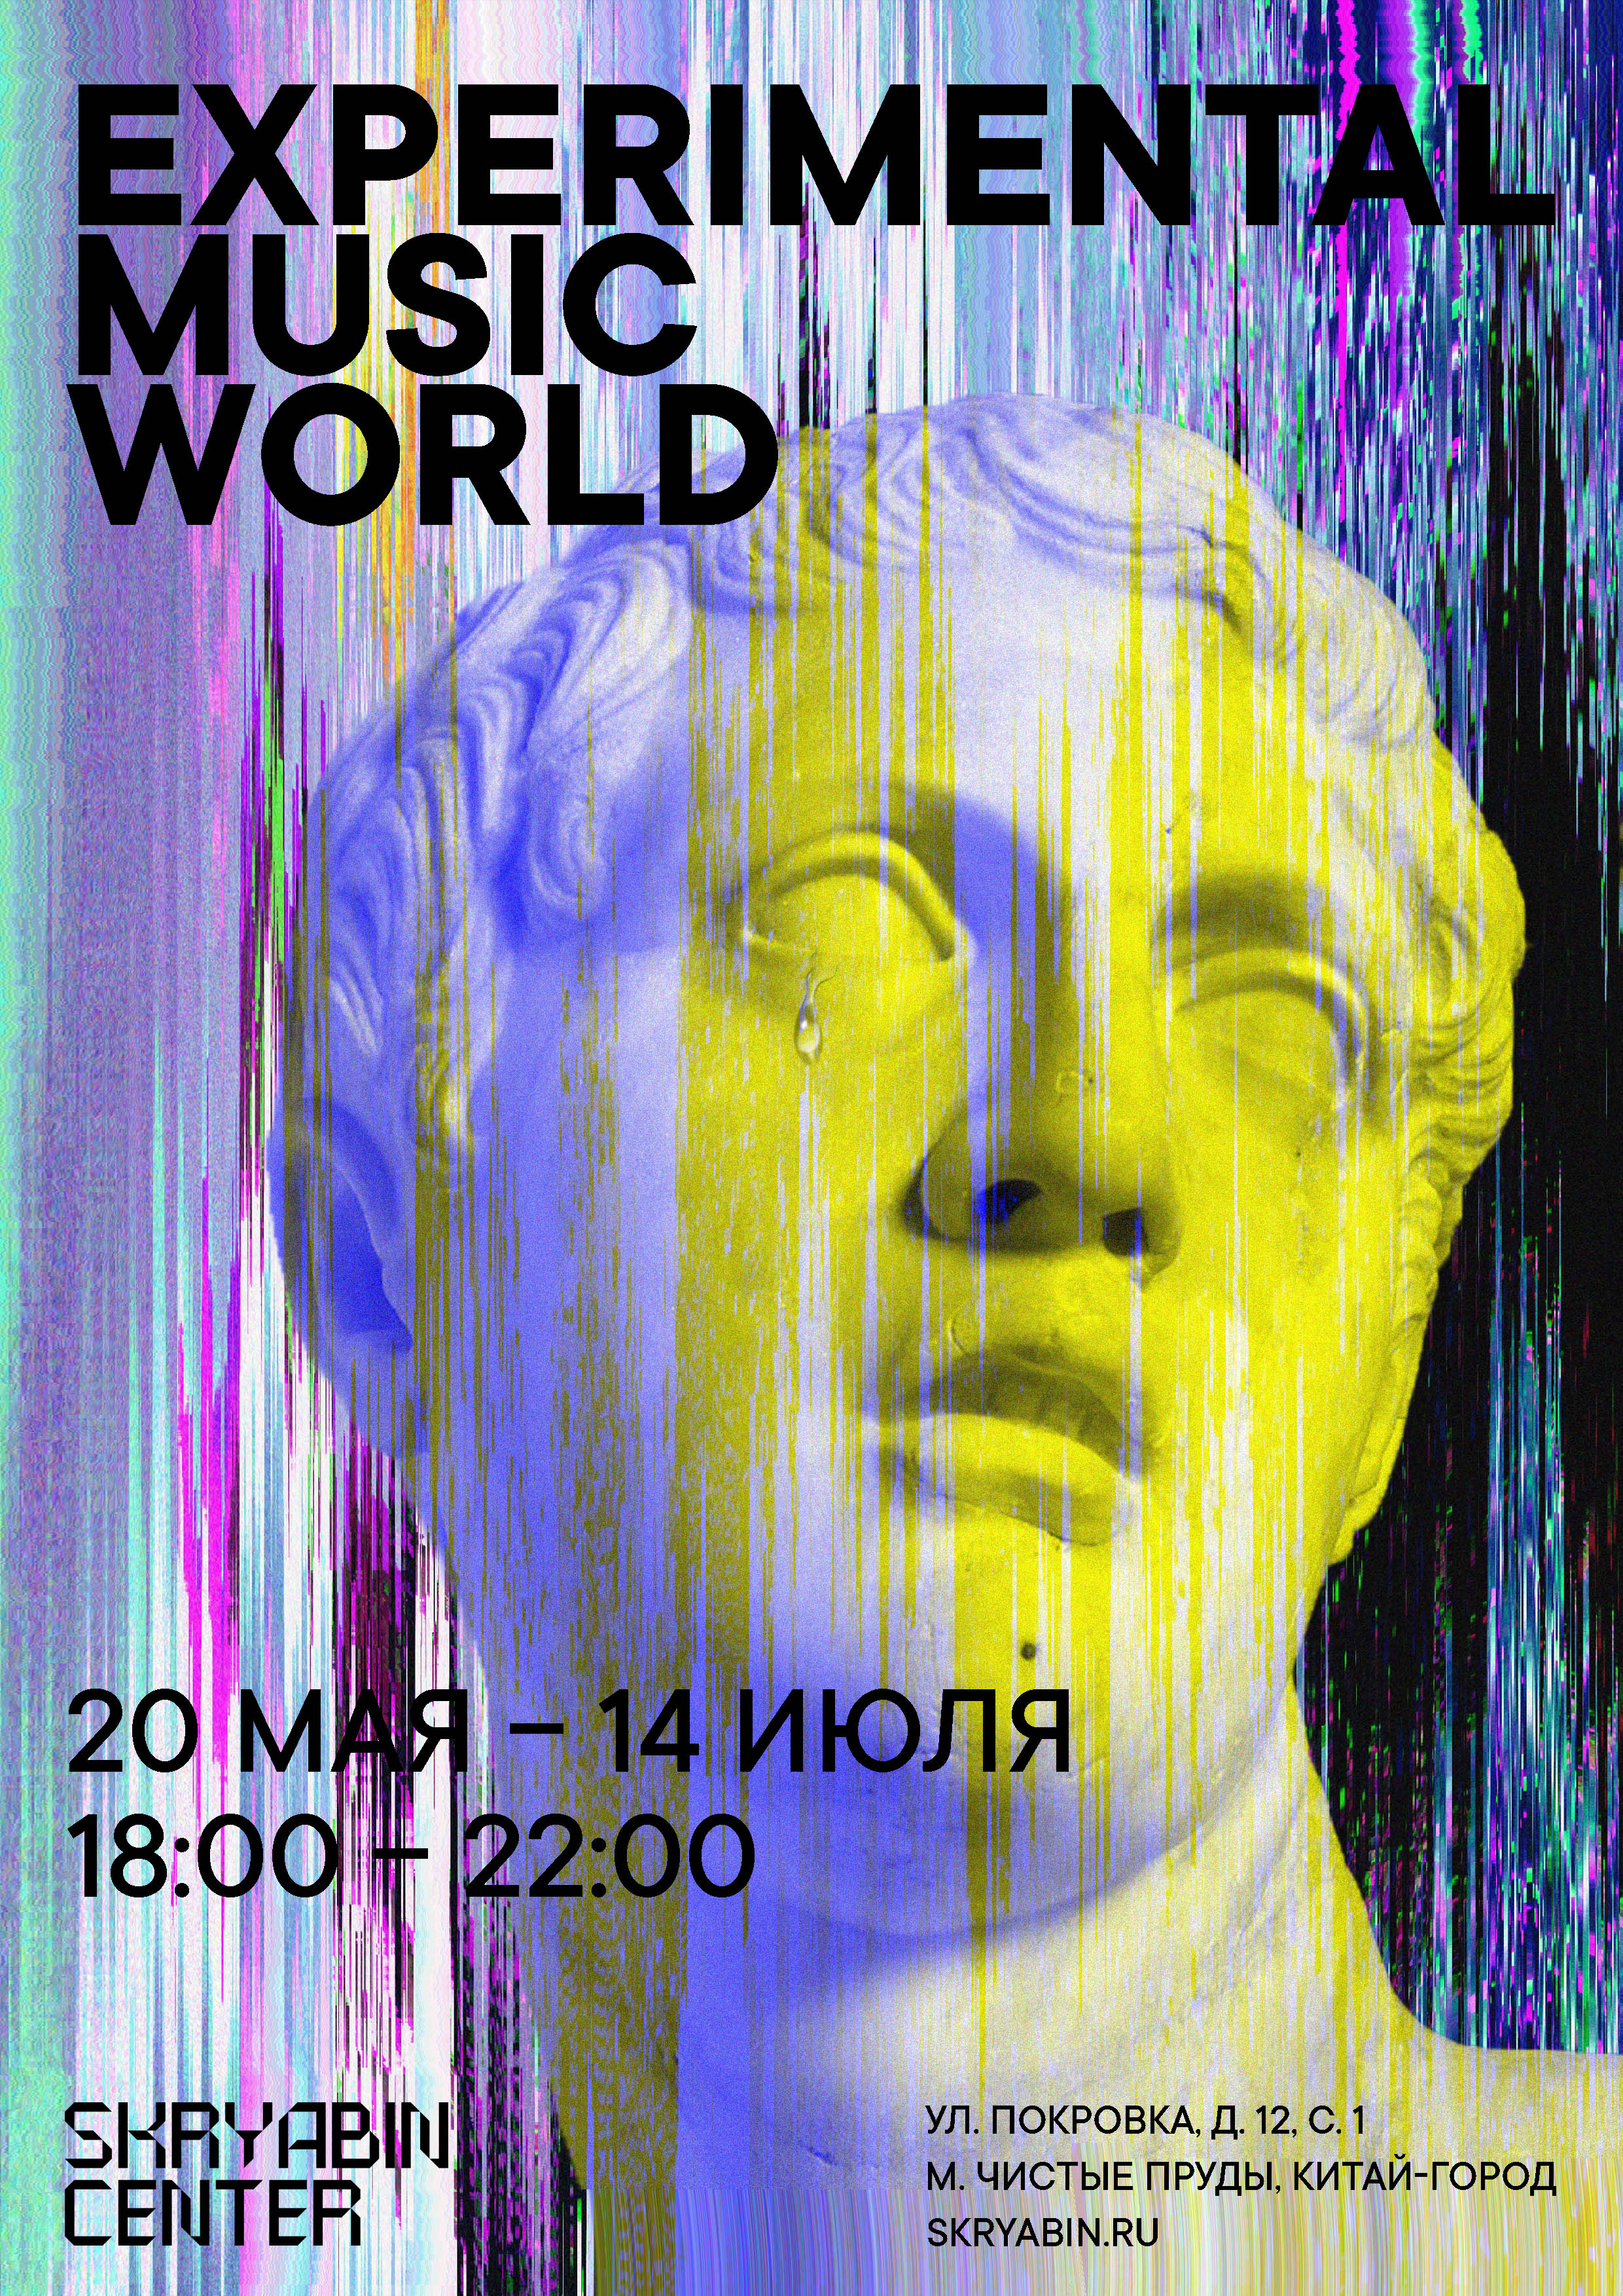 EXPERIMENTAL
MUSIC
WORLD
20 МАЯ – 14 ИЮЛЯ
18:00 – 22:00
SKRYABIN
CENTER
УЛ. ПОКРОВКА, Д. 12, С. 1
М. ЧИСТЫЕ ПРУДЫ, КИТАЙ-ГОРОД
SKRYABIN.RU